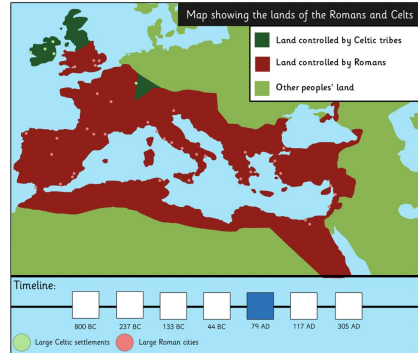 Map showing the lands of the Romans and Celts
Land controlled by Celtic tribes
Land controlled by Romans
Other peoples' land
Timeline:
800 BC 237 BC 133 BC 44 BC 79 AD 117 AD 305 AD
Large Celtic settlements Large Roman cities